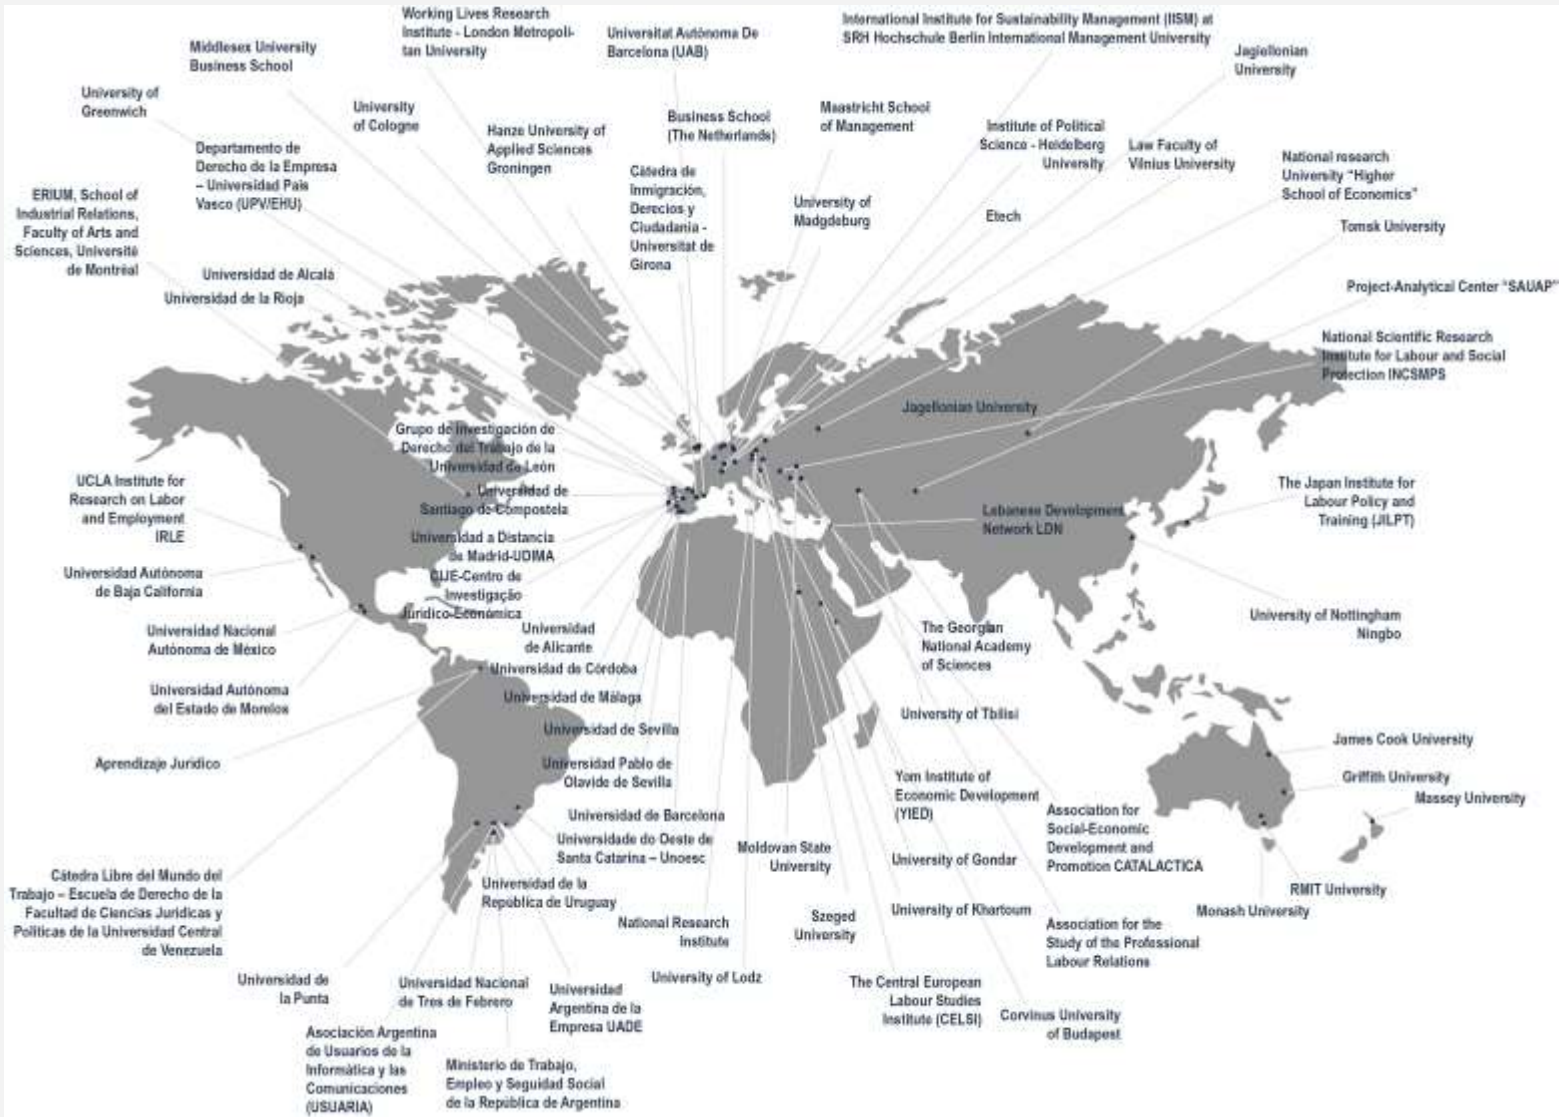 Working Lives Research
Institute - London Metropoli-
tan University
Middlesex University
Business School
Universitat Autònoma De
Barcelona (UAB)
International Institute for Sustainability Management (IISM) at
SRH Hochschule Berlin International Management University
Jagiellonian
University
University of
Greenwich
University
of Cologne
Hanze University of
Applied Sciences
Groningen
Business School
(The Netherlands)
Maastricht School
of Management
Institute of Political
Science - Heidelberg
University
Law Faculty of
Vilnius University
National research
University "Higher
School of Economics"
Departamento de
Derecho de la Empresa
– Universidad Pais
Vasco (UPV/EHU)
Cátedra de
Inmigración,
Derecios y
Ciudadania -
Universitat de
Girona
University of
Madgdeburg
Etech
Tomsk University
ERIUM, School of
Industrial Relations,
Faculty of Arts and
Sciences, Université
de Montréal
Universidad de Alcalá
Universidad de la Rioja
Project-Analytical Center "SAUAP"
National Scientific Research
Institute for Labour and Social
Protection INCSMPS
Jagellonian University
Grupo de Investigación de
Derecho del Trabajo de la
Universidad de León
UCLA Institute for
Research on Labor
and Employment
IRLE
Universidad de
Santiago de Compostela
The Japan Institute for
Labour Policy and
Training (JILPT)
Lebanese Development
Network LDN
Universidad a Distancia
de Madrid-UDIMA
Universidad Autónoma
de Baja California
CIJE-Centro de
Investigação
Jurídico-Económica
University of Nottingham
Ningbo
Universidad Nacional
Autónoma de México
Universidad
de Alicante
The Georgian
National Academy
of Sciences
Universidad de Córdoba
Universidad Autónoma
del Estado de Morelos
Universidad de Málaga
University of Tbilisi
Universidad de Sevilla
James Cook University
Aprendizaje Juridico
Universidad Pablo de
Olavide de Sevilla
Yom Institute of
Economic Development
(YIED)
Griffith University
Massey University
Universidad de Barcelona
Association for
Social-Economic
Development and
Promotion CATALACTICA
Universidade do Oeste de
Santa Catarina – Unoesc
Moldovan State
University
University of Gondar
Cátedra Libre del Mundo del
Trabajo – Escuela de Derecho de la
Facultad de Ciencias Jurídicas y
Políticas de la Universidad Central
de Venezuela
Universidad de la
República de Uruguay
RMIT University
Monash University
National Research
Institute
Szeged
University
University of Khartoum
Association for the
Study of the Professional
Labour Relations
University of Lodz
Universidad de
la Punta
Universidad Nacional
de Tres de Febrero
Universidad
Argentina de la
Empresa UADE
The Central European
Labour Studies
Institute (CELSI)
Corvinus University
of Budapest
Asociación Argentina
de Usuarios de la
Informática y las
Comunicaciones
(USUARIA)
Ministerio de Trabajo,
Empleo y Seguidad Social
de la República de Argentina